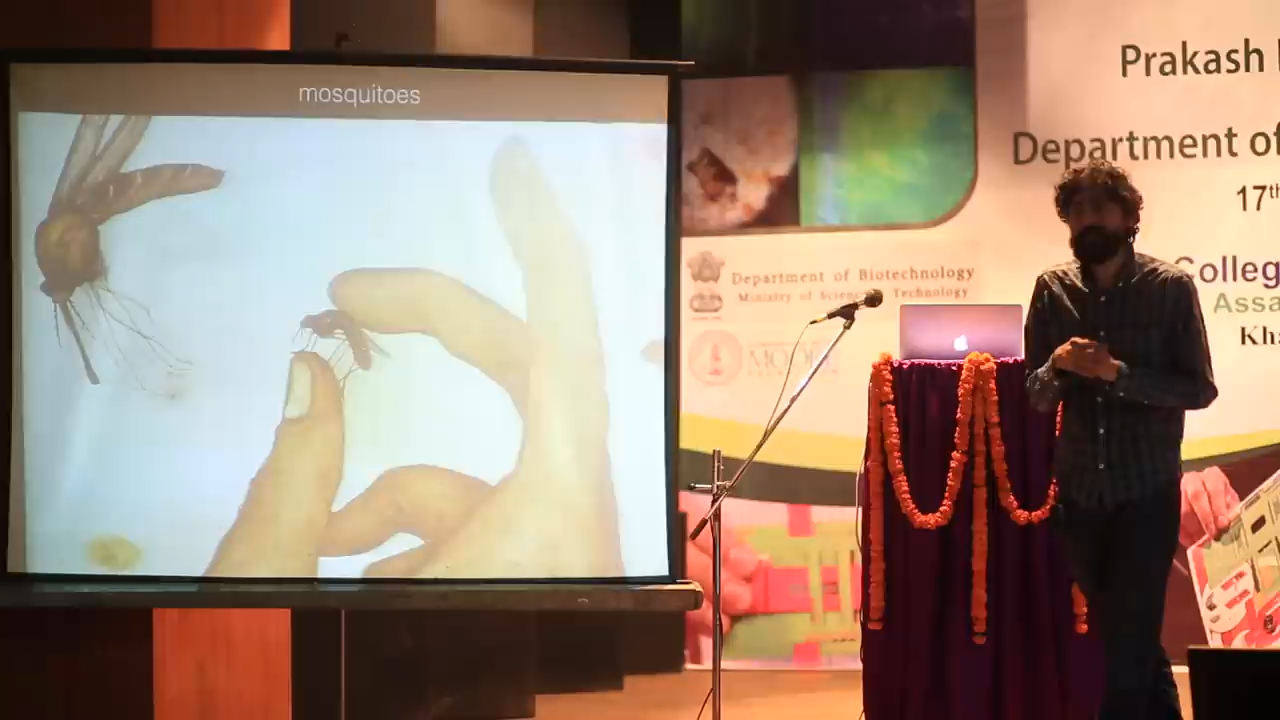 mosquitoes
Prakash
Department of
17th
Department of Biotechnology
Ministry of Science Technology
Colleg
Assa
Kh